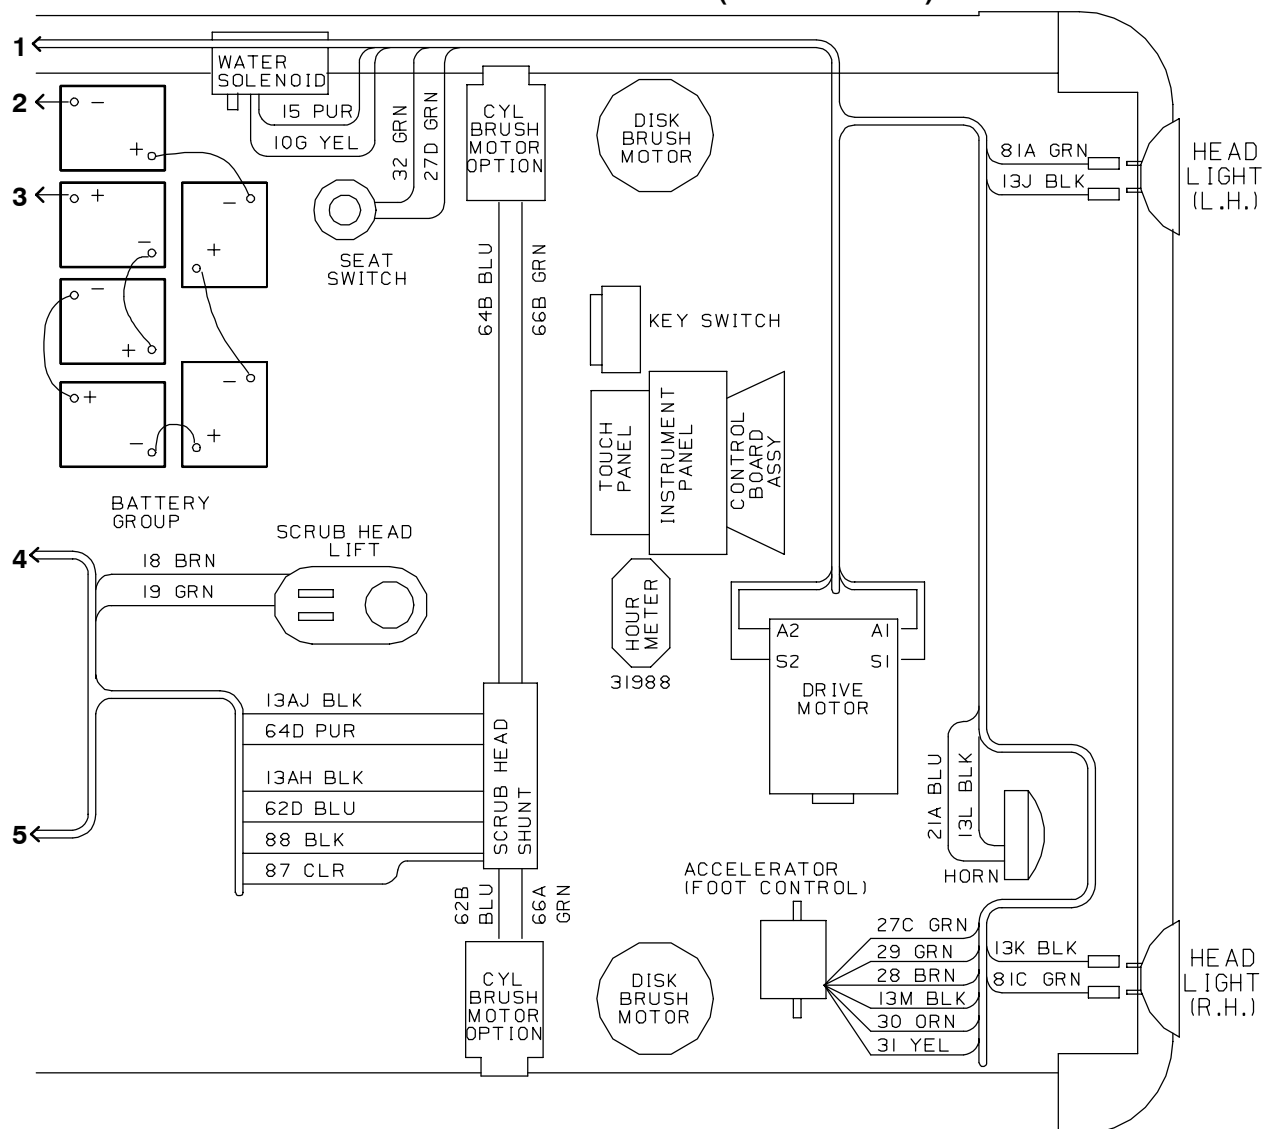 1
WATER
SOLENOID
15 PUR
10G YEL
32 GRN
27D GRN
CYL
BRUSH
MOTOR
OPTION
DISK
BRUSH
MOTOR
81A GRN
13J BLK
HEAD
LIGHT
(L.H.)
2
-
+
3
+
-
-
+
-
+
+
-
-
+
SEAT
SWITCH
64B BLU
66B GRN
KEY SWITCH
TOUCH
PANEL
INSTRUMENT
PANEL
CONTROL
BOARD
ASSY
BATTERY
GROUP
SCRUB HEAD
LIFT
4
18 BRN
19 GRN
HOUR
METER
31988
A2
A1
S2
S1
DRIVE
MOTOR
13AJ BLK
64D PUR
13AH BLK
62D BLU
88 BLK
87 CLR
SCRUB HEAD
SHUNT
5
21A BLU
13L BLK
HORN
62B
BLU
66A
GRN
ACCELERATOR
(FOOT CONTROL)
27C GRN
29 GRN
28 BRN
13M BLK
30 ORN
31 YEL
13K BLK
81C GRN
HEAD
LIGHT
(R.H.)
CYL
BRUSH
MOTOR
OPTION
DISK
BRUSH
MOTOR